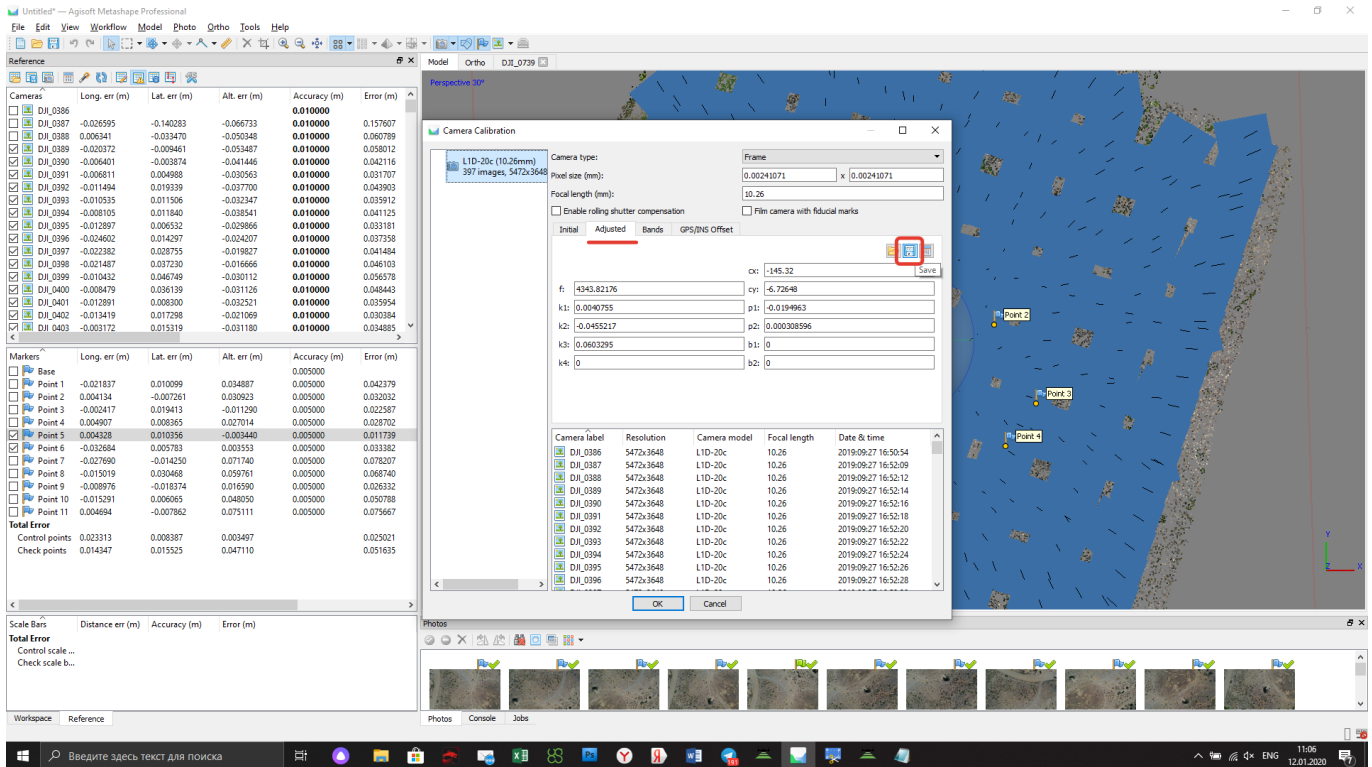 Untitled* — Agisoft Metashape Professional
File Edit View Workflow Model Photo Ortho Tools Help
Reference
Cameras Long. err (m) Lat. err (m) Alt. err (m) Accuracy (m) Error (m)
DJI_0386 0.010000
DJI_0387 -0.026595 -0.140283 -0.066733 0.010000 0.157607
DJI_0388 0.006341 -0.033470 -0.050348 0.010000 0.060789
DJI_0389 -0.020372 -0.009461 -0.053487 0.010000 0.058012
DJI_0390 -0.006401 -0.003874 -0.041446 0.010000 0.042116
DJI_0391 -0.006811 0.004988 -0.030563 0.010000 0.031707
DJI_0392 -0.011494 0.019339 -0.037700 0.010000 0.043903
DJI_0393 -0.010535 0.011506 -0.032347 0.010000 0.035912
DJI_0394 -0.008105 0.011840 -0.038541 0.010000 0.041125
DJI_0395 -0.012897 0.006532 -0.029866 0.010000 0.033181
DJI_0396 -0.024602 0.014297 -0.024207 0.010000 0.037358
DJI_0397 -0.022382 0.028755 -0.019827 0.010000 0.041484
DJI_0398 -0.021487 0.037230 -0.016666 0.010000 0.046103
DJI_0399 -0.010432 0.046749 -0.030112 0.010000 0.056578
DJI_0400 -0.008479 0.036139 -0.031126 0.010000 0.048443
DJI_0401 -0.012891 0.008300 -0.032521 0.010000 0.035954
DJI_0402 -0.013419 0.017298 -0.021069 0.010000 0.030384
DJI_0403 -0.003172 0.015319 -0.031180 0.010000 0.034885
Markers Long. err (m) Lat. err (m) Alt. err (m) Accuracy (m) Error (m)
Base 0.005000
Point 1 -0.021837 0.010099 0.034887 0.005000 0.042379
Point 2 0.004134 -0.007261 0.030923 0.005000 0.032032
Point 3 -0.002417 0.019413 -0.011290 0.005000 0.022587
Point 4 0.004907 0.008365 0.027014 0.005000 0.028702
Point 5 0.004328 0.010356 -0.003440 0.005000 0.011739
Point 6 -0.032684 0.005783 0.003553 0.005000 0.033382
Point 7 -0.027690 -0.014250 0.071740 0.005000 0.078207
Point 8 -0.015019 0.030468 0.059761 0.005000 0.068740
Point 9 -0.008976 -0.018374 0.016590 0.005000 0.026332
Point 10 -0.015291 0.006065 0.048050 0.005000 0.050788
Point 11 0.004694 -0.007862 0.075111 0.005000 0.075667
Total Error
Control points 0.023313 0.008387 0.003497 0.025021
Check points 0.014347 0.015525 0.047110 0.051635
Scale Bars Distance err (m) Accuracy (m) Error (m)
Total Error
Control scale ...
Check scale b...
Workspace Reference
Model Ortho DJI_0739
Perspective 30°
Camera Calibration
L1D-20c (10.26mm)
397 images, 5472x3648
Camera type: Frame
Pixel size (mm): 0.00241071 x 0.00241071
Focal length (mm): 10.26
Enable rolling shutter compensation Film camera with fiducial marks
Initial Adjusted Bands GPS/INS Offset
Save
cx: -145.32
f: 4343.82176 cy: -6.72648
k1: 0.0040755 p1: -0.0194963
k2: -0.0455217 p2: 0.000308596
k3: 0.0603295 b1: 0
k4: 0 b2: 0
Camera label Resolution Camera model Focal length Date & time
DJI_0386 5472x3648 L1D-20c 10.26 2019:09:27 16:50:54
DJI_0387 5472x3648 L1D-20c 10.26 2019:09:27 16:52:09
DJI_0388 5472x3648 L1D-20c 10.26 2019:09:27 16:52:12
DJI_0389 5472x3648 L1D-20c 10.26 2019:09:27 16:52:14
DJI_0390 5472x3648 L1D-20c 10.26 2019:09:27 16:52:16
DJI_0391 5472x3648 L1D-20c 10.26 2019:09:27 16:52:18
DJI_0392 5472x3648 L1D-20c 10.26 2019:09:27 16:52:20
DJI_0393 5472x3648 L1D-20c 10.26 2019:09:27 16:52:22
DJI_0394 5472x3648 L1D-20c 10.26 2019:09:27 16:52:24
DJI_0395 5472x3648 L1D-20c 10.26 2019:09:27 16:52:26
DJI_0396 5472x3648 L1D-20c 10.26 2019:09:27 16:52:28
OK Cancel
Point 2
Point 3
Point 4
Y
Z X
Photos
Photos Console Jobs
Введите здесь текст для поиска
Ps
191
ENG
11:06
12.01.2020